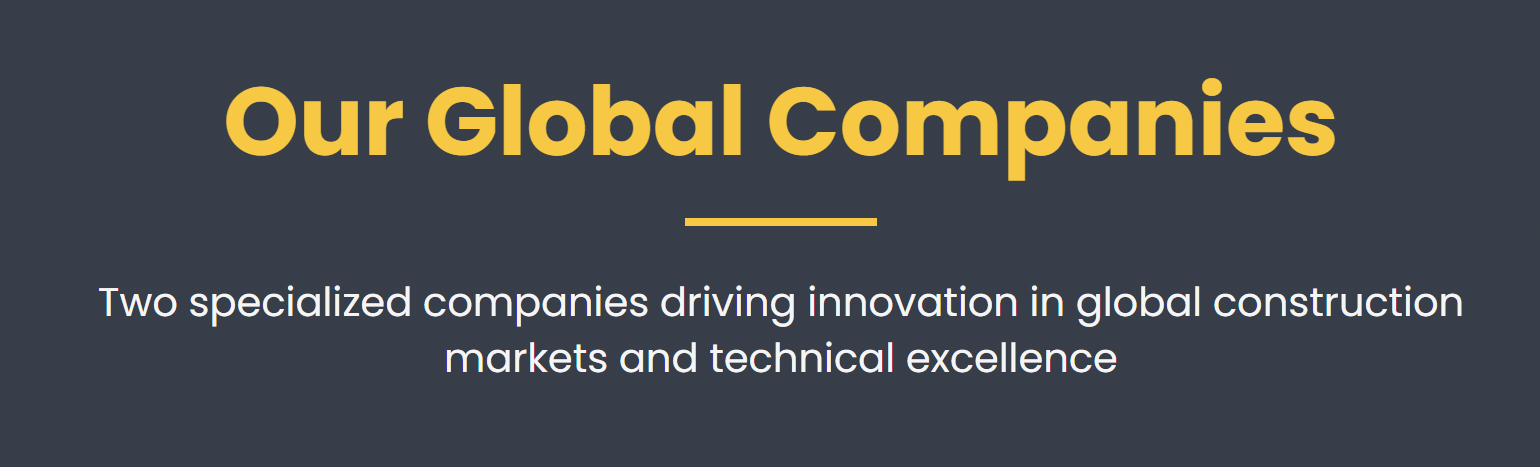 Our Global Companies
Two specialized companies driving innovation in global construction
markets and technical excellence